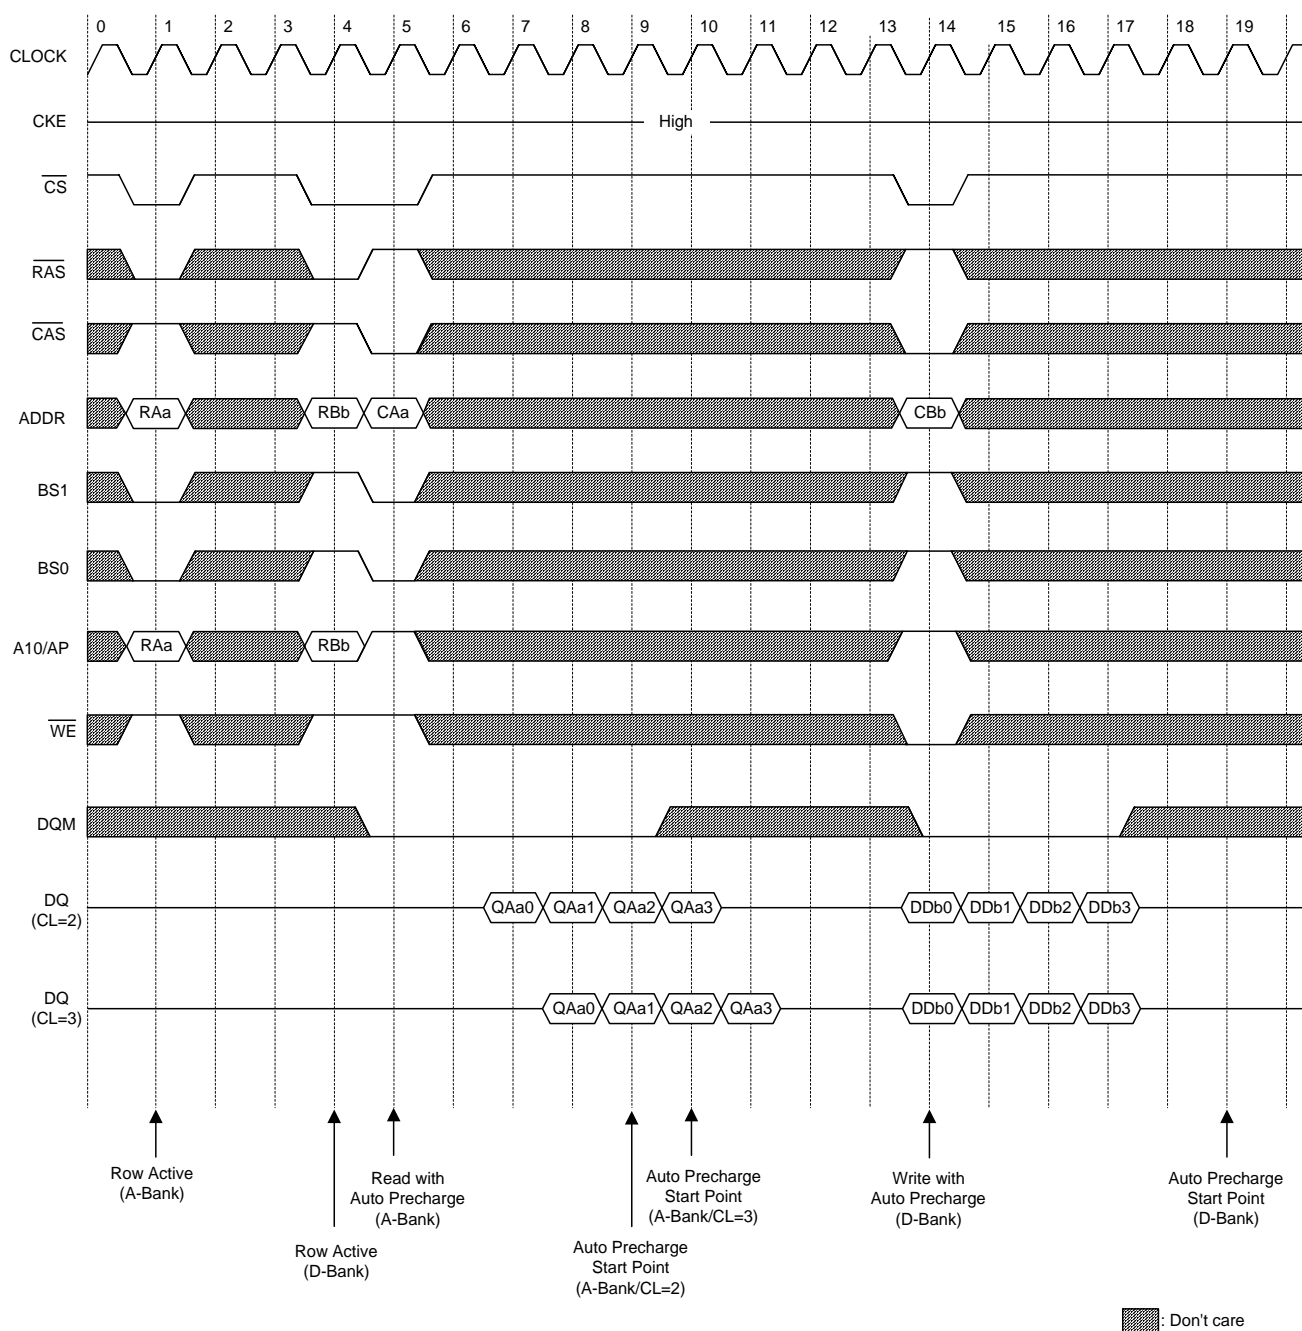 0 1 2 3 4 5 6 7 8 9 10 11 12 13 14 15 16 17 18 19
CLOCK
CKE High
CS
RAS
CAS
ADDR RAa RBb CAa CBb
BS1
BS0
A10/AP RAa RBb
WE
DQM
DQ
(CL=2)
QAa0 QAa1 QAa2 QAa3 DDb0 DDb1 DDb2 DDb3
DQ
(CL=3)
QAa0 QAa1 QAa2 QAa3 DDb0 DDb1 DDb2 DDb3
Row Active
(A-Bank)
Row Active
(D-Bank)
Read with
Auto Precharge
(A-Bank)
Auto Precharge
Start Point
(A-Bank/CL=2)
Auto Precharge
Start Point
(A-Bank/CL=3)
Write with
Auto Precharge
(D-Bank)
Auto Precharge
Start Point
(D-Bank)
: Don't care